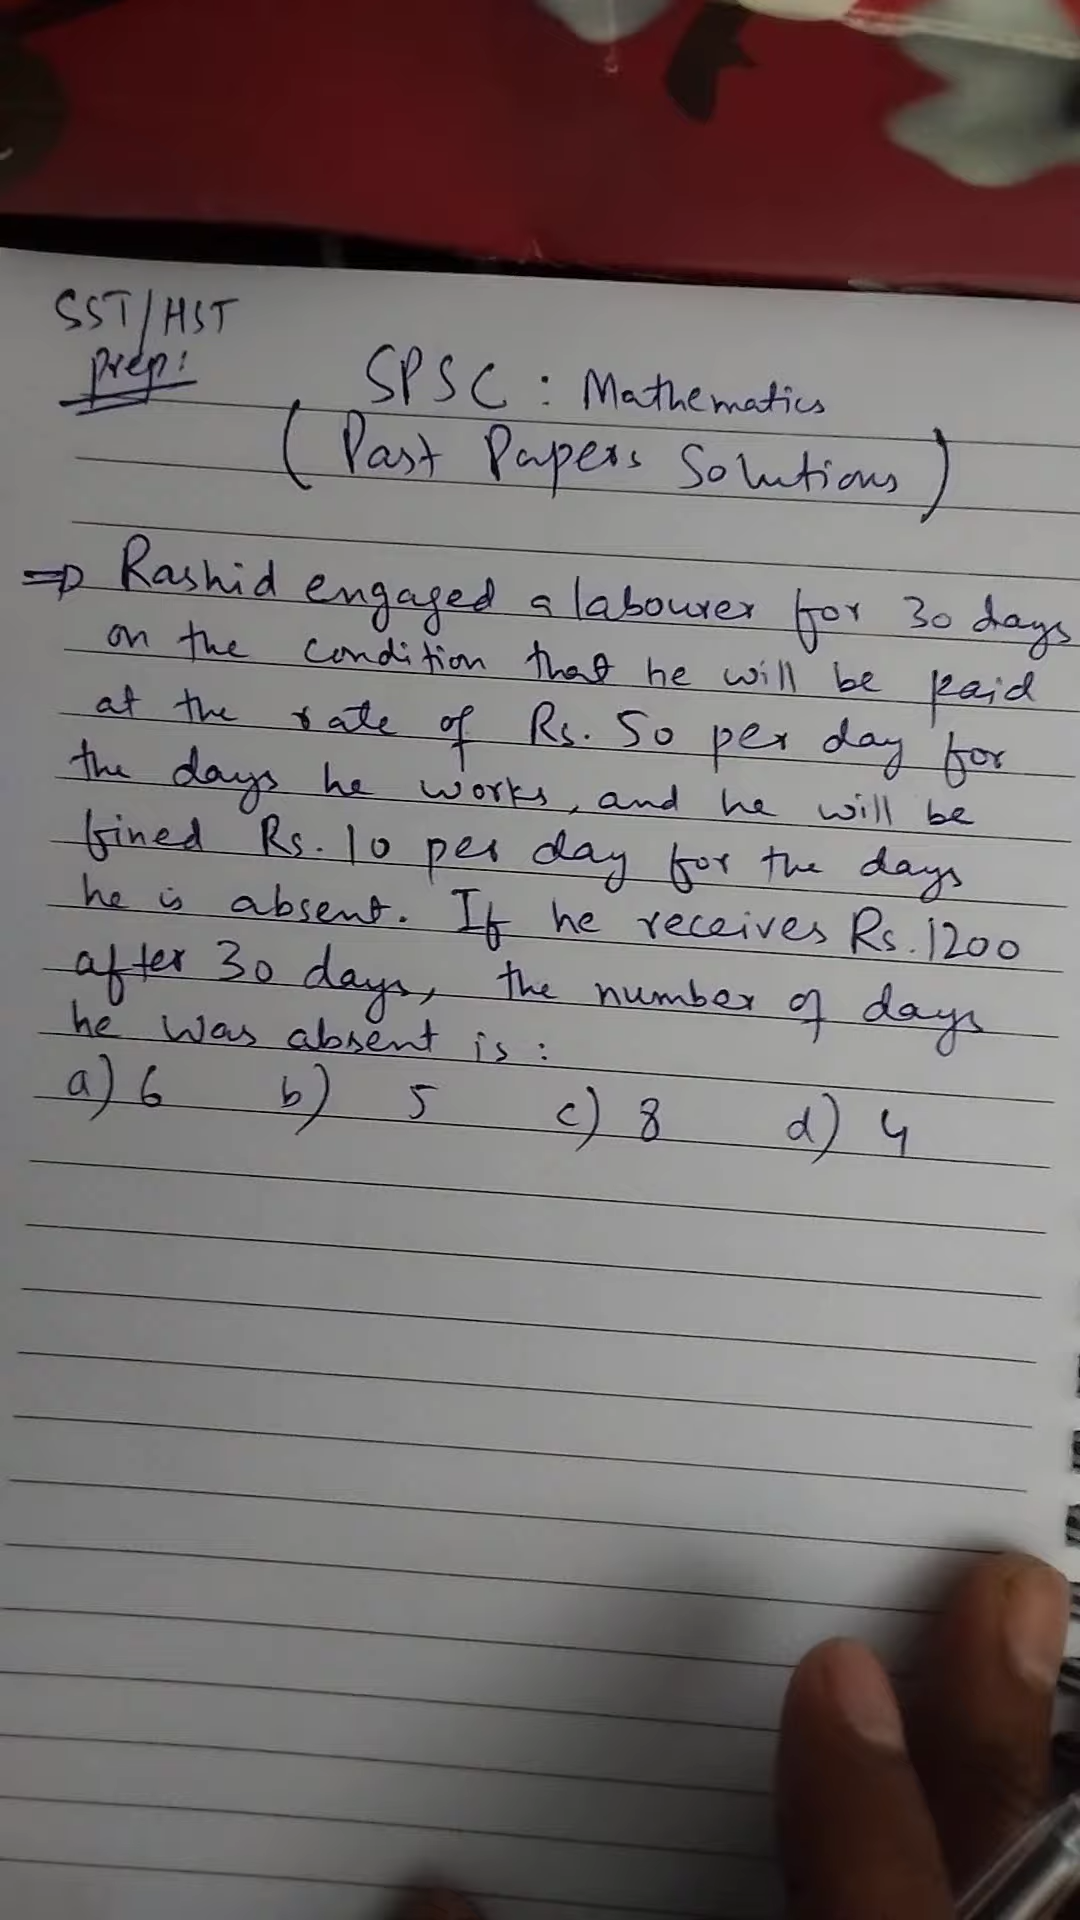 SST/HST
Prep:
SPSC : Mathematics
( Past Papers Solutions )
⇒ Rashid engaged a labourer for 30 days
on the condition that he will be paid
at the rate of Rs. 50 per day for
the days he works, and he will be
fined Rs. 10 per day for the days
he is absent. If he receives Rs. 1200
after 30 days, the number of days
he was absent is :
a) 6 b) 5 c) 8 d) 4